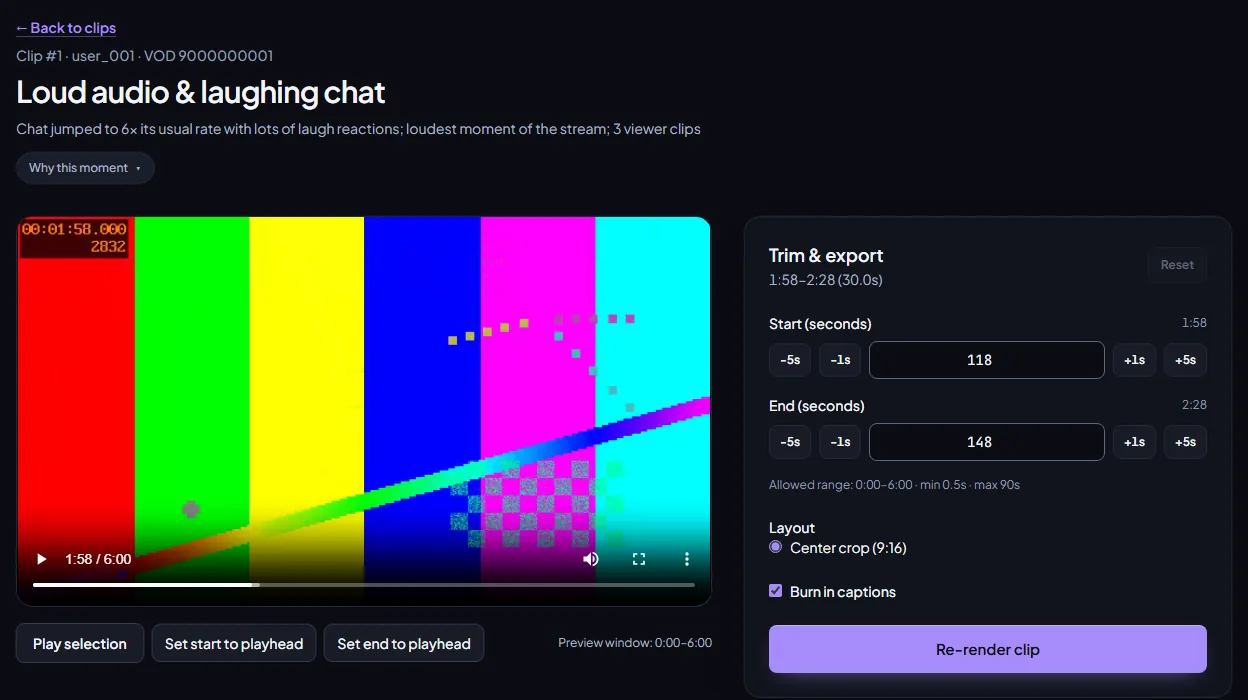 ← Back to clips
Clip #1 · user_001 · VOD 9000000001
Loud audio & laughing chat
Chat jumped to 6× its usual rate with lots of laugh reactions; loudest moment of the stream; 3 viewer clips
Why this moment
00:01:58.000
2832
1:58 / 6:00
Play selection
Set start to playhead
Set end to playhead
Preview window: 0:00–6:00
Trim & export
1:58–2:28 (30.0s)
Reset
Start (seconds)
1:58
-5s
-1s
118
+1s
+5s
End (seconds)
2:28
-5s
-1s
148
+1s
+5s
Allowed range: 0:00–6:00 · min 0.5s · max 90s
Layout
Center crop (9:16)
Burn in captions
Re-render clip